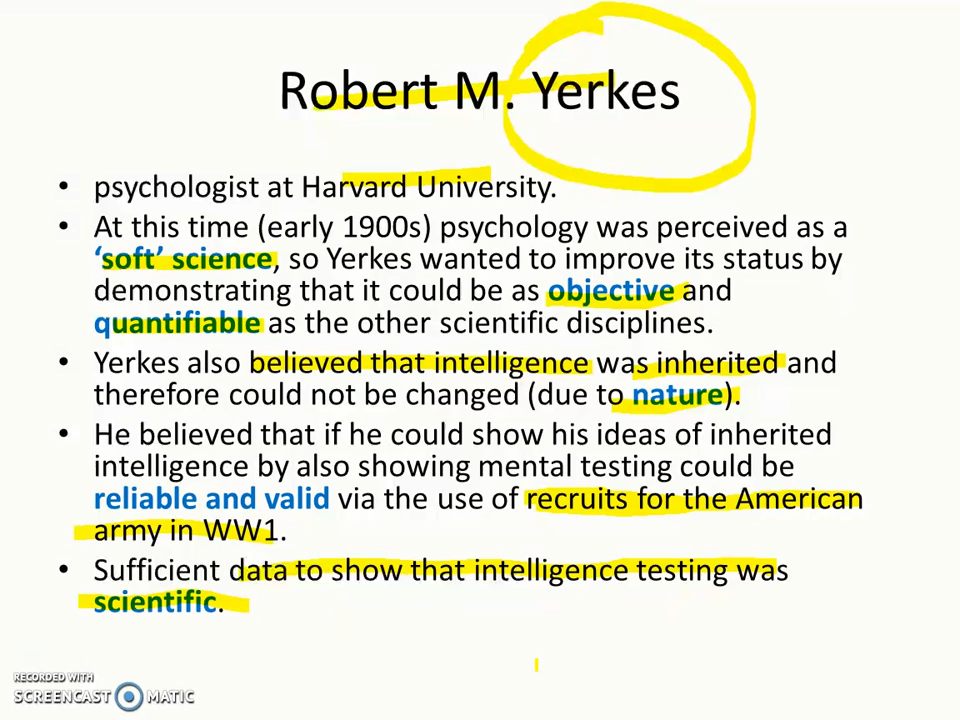 Robert M. Yerkes
• psychologist at Harvard University.
• At this time (early 1900s) psychology was perceived as a
‘soft’ science, so Yerkes wanted to improve its status by
demonstrating that it could be as objective and
quantifiable as the other scientific disciplines.
• Yerkes also believed that intelligence was inherited and
therefore could not be changed (due to nature).
• He believed that if he could show his ideas of inherited
intelligence by also showing mental testing could be
reliable and valid via the use of recruits for the American
army in WW1.
• Sufficient data to show that intelligence testing was
scientific.
RECORDED WITH
SCREENCAST MATIC